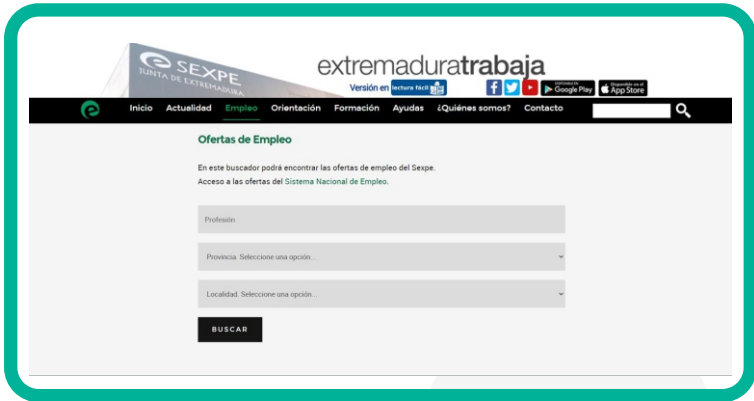 SEXPE
JUNTA DE EXTREMADURA
extremaduratrabaja
Versión en lectura fácil
Google Play
App Store
Inicio Actualidad Empleo Orientación Formación Ayudas ¿Quiénes somos? Contacto
Ofertas de Empleo
En este buscador podrá encontrar las ofertas de empleo del Sexpe.
Acceso a las ofertas del Sistema Nacional de Empleo.
Profesión
Provincia. Seleccione una opción...
Localidad. Seleccione una opción...
BUSCAR